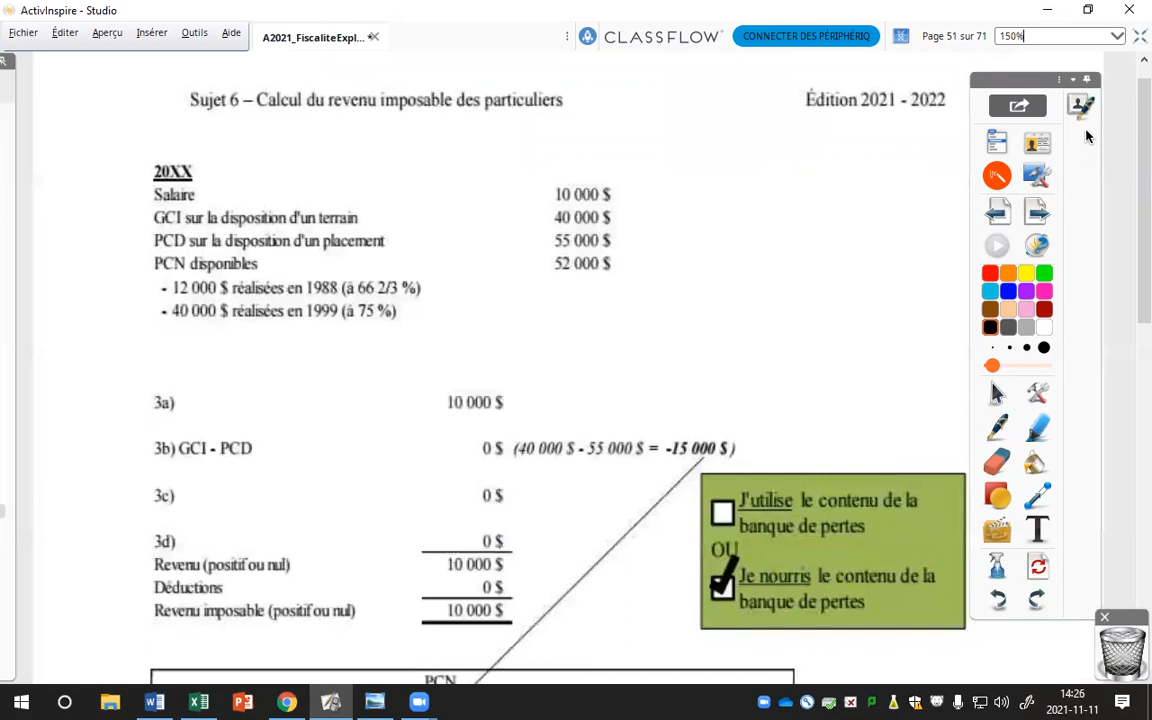 ActivInspire - Studio
Fichier Éditer Aperçu Insérer Outils Aide
A2021_FiscaliteExpl...
CLASSFLOW
CONNECTER DES PÉRIPHÉRIQ
Page 51 sur 71
150%
Sujet 6 – Calcul du revenu imposable des particuliers Édition 2021 - 2022
20XX
Salaire 10 000 $
GCI sur la disposition d'un terrain 40 000 $
PCD sur la disposition d'un placement 55 000 $
PCN disponibles 52 000 $
- 12 000 $ réalisées en 1988 (à 66 2/3 %)
- 40 000 $ réalisées en 1999 (à 75 %)
3a) 10 000 $
3b) GCI - PCD 0 $ (40 000 $ - 55 000 $ = -15 000 $)
3c) 0 $
3d) 0 $
Revenu (positif ou nul) 10 000 $
Déductions 0 $
Revenu imposable (positif ou nul) 10 000 $
J'utilise le contenu de la
banque de pertes
OU
Je nourris le contenu de la
banque de pertes
PCN
14:26
2021-11-11